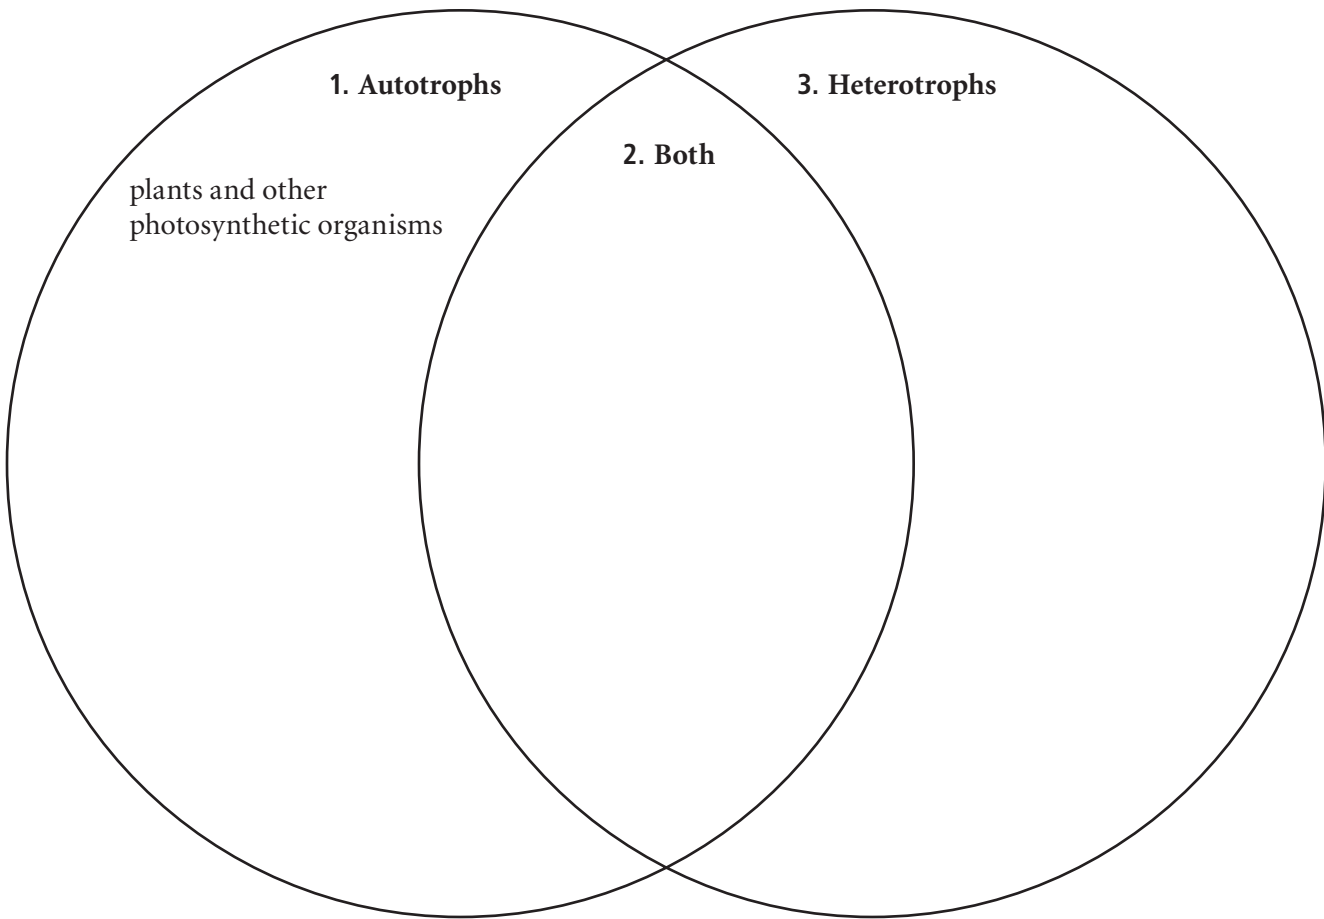 1. Autotrophs
plants and other
photosynthetic organisms
2. Both
3. Heterotrophs